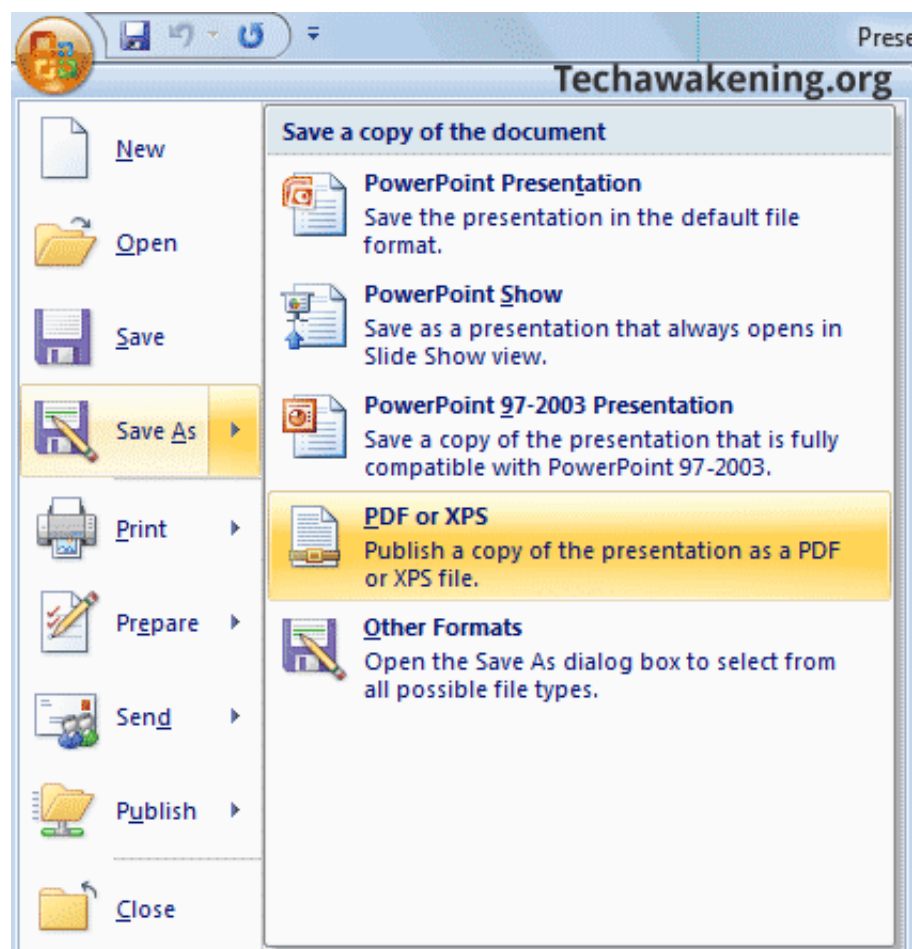 Prese
Techawakening.org
New
Open
Save
Save As
Print
Prepare
Send
Publish
Close
Save a copy of the document
PowerPoint Presentation
Save the presentation in the default file
format.
PowerPoint Show
Save as a presentation that always opens in
Slide Show view.
PowerPoint 97-2003 Presentation
Save a copy of the presentation that is fully
compatible with PowerPoint 97-2003.
PDF or XPS
Publish a copy of the presentation as a PDF
or XPS file.
Other Formats
Open the Save As dialog box to select from
all possible file types.